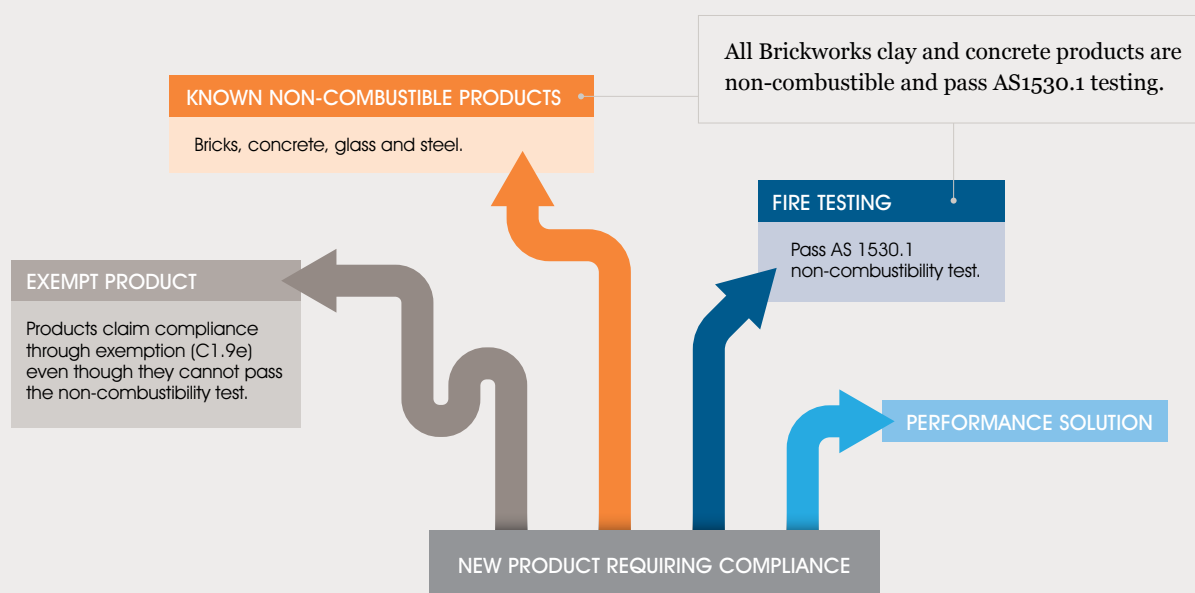 All Brickworks clay and concrete products are
non-combustible and pass AS1530.1 testing.
KNOWN NON-COMBUSTIBLE PRODUCTS
Bricks, concrete, glass and steel.
FIRE TESTING
Pass AS 1530.1
non-combustibility test.
EXEMPT PRODUCT
Products claim compliance
through exemption (C1.9e)
even though they cannot pass
the non-combustibility test.
PERFORMANCE SOLUTION
NEW PRODUCT REQUIRING COMPLIANCE